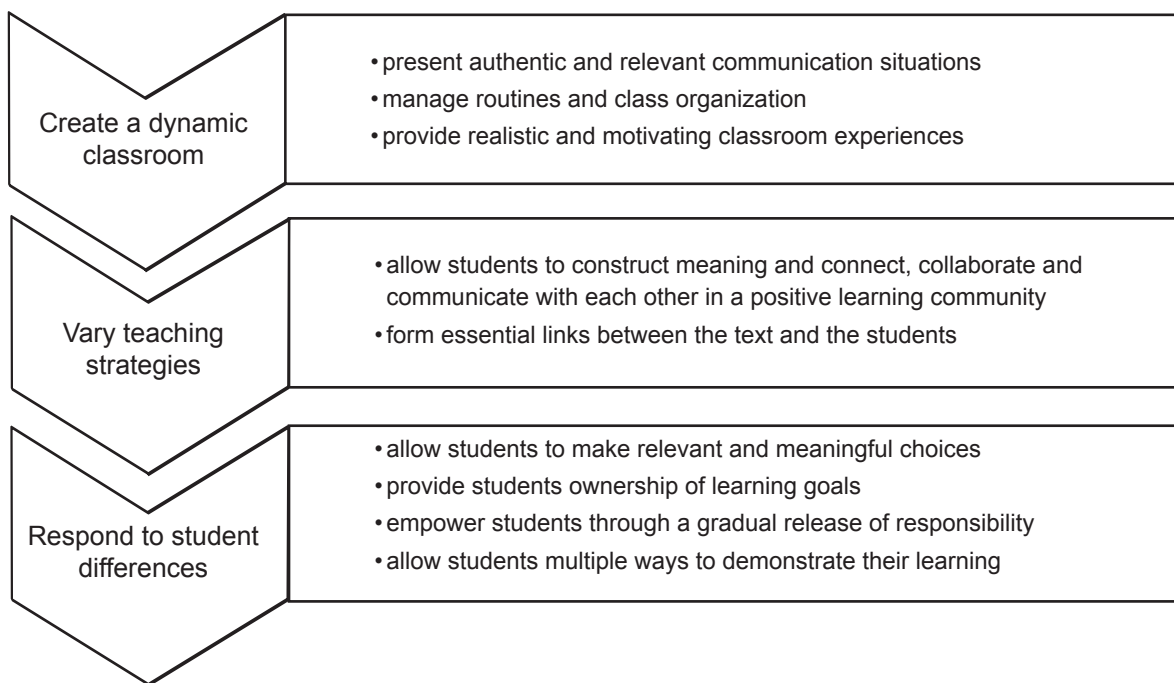 Create a dynamic
classroom
• present authentic and relevant communication situations
• manage routines and class organization
• provide realistic and motivating classroom experiences
Vary teaching
strategies
• allow students to construct meaning and connect, collaborate and
communicate with each other in a positive learning community
• form essential links between the text and the students
Respond to student
differences
• allow students to make relevant and meaningful choices
• provide students ownership of learning goals
• empower students through a gradual release of responsibility
• allow students multiple ways to demonstrate their learning